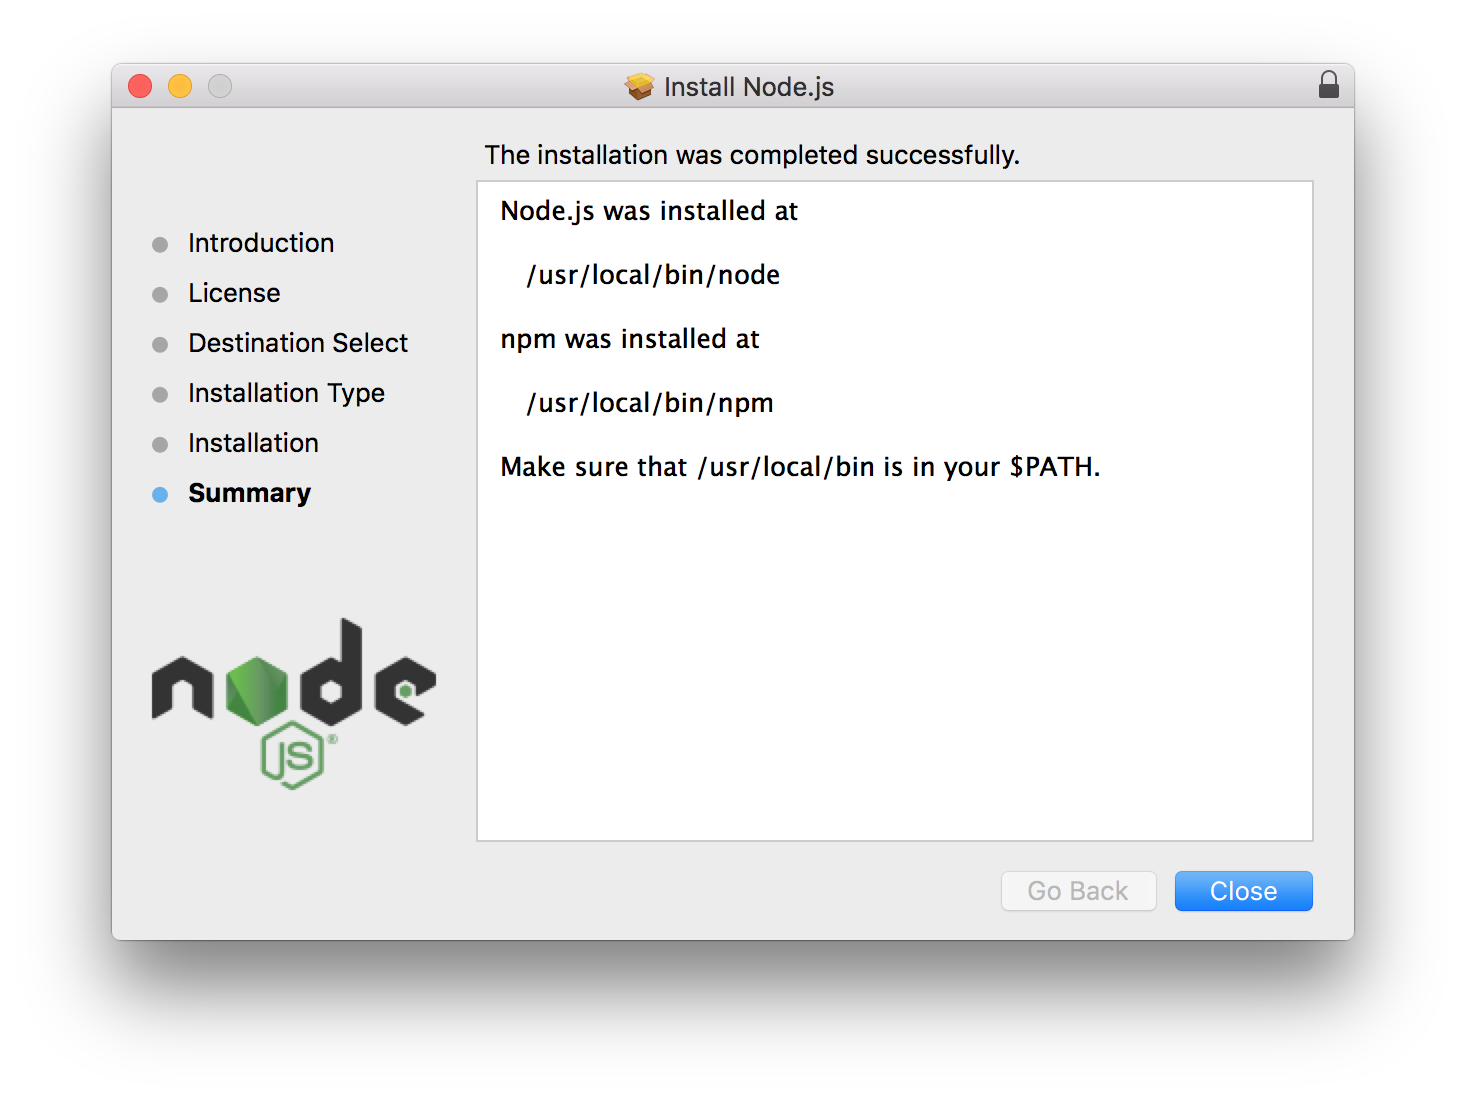 Install Node.js
The installation was completed successfully.
Introduction
License
Destination Select
Installation Type
Installation
Summary
Node.js was installed at
/usr/local/bin/node
npm was installed at
/usr/local/bin/npm
Make sure that /usr/local/bin is in your $PATH.
node
JS®
Go Back
Close